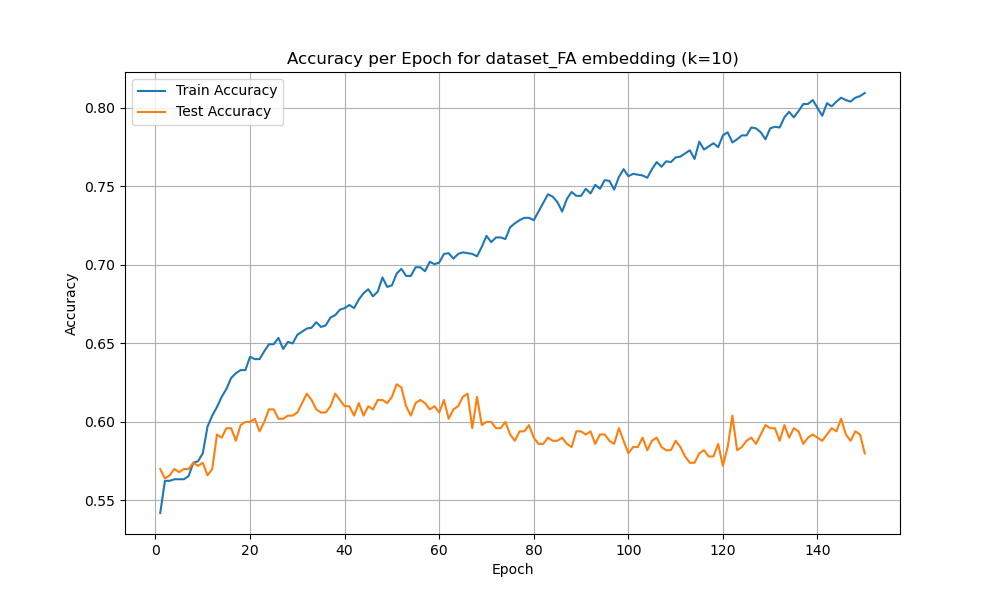 Accuracy per Epoch for dataset_FA embedding (k=10)
Train Accuracy
Test Accuracy
Accuracy
0.80
0.75
0.70
0.65
0.60
0.55
0 20 40 60 80 100 120 140
Epoch